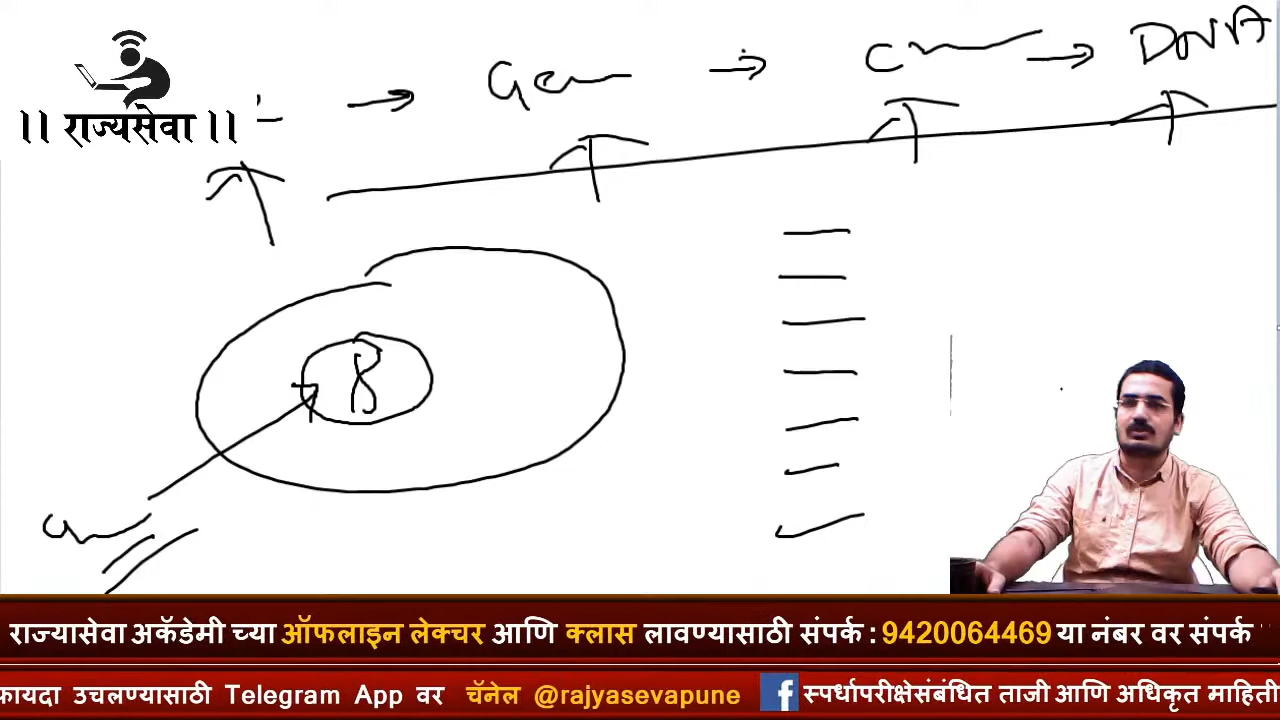 DNA
|| राज्यसेवा ||
राज्यासेवा अकॅडेमी च्या ऑफलाइन लेक्चर आणि क्लास लावण्यासाठी संपर्क : 9420064469 या नंबर वर संपर्क
फायदा उचलण्यासाठी Telegram App वर चॅनेल @rajyasevapune f स्पर्धापरीक्षेसंबंधित ताजी आणि अधिकृत माहिती